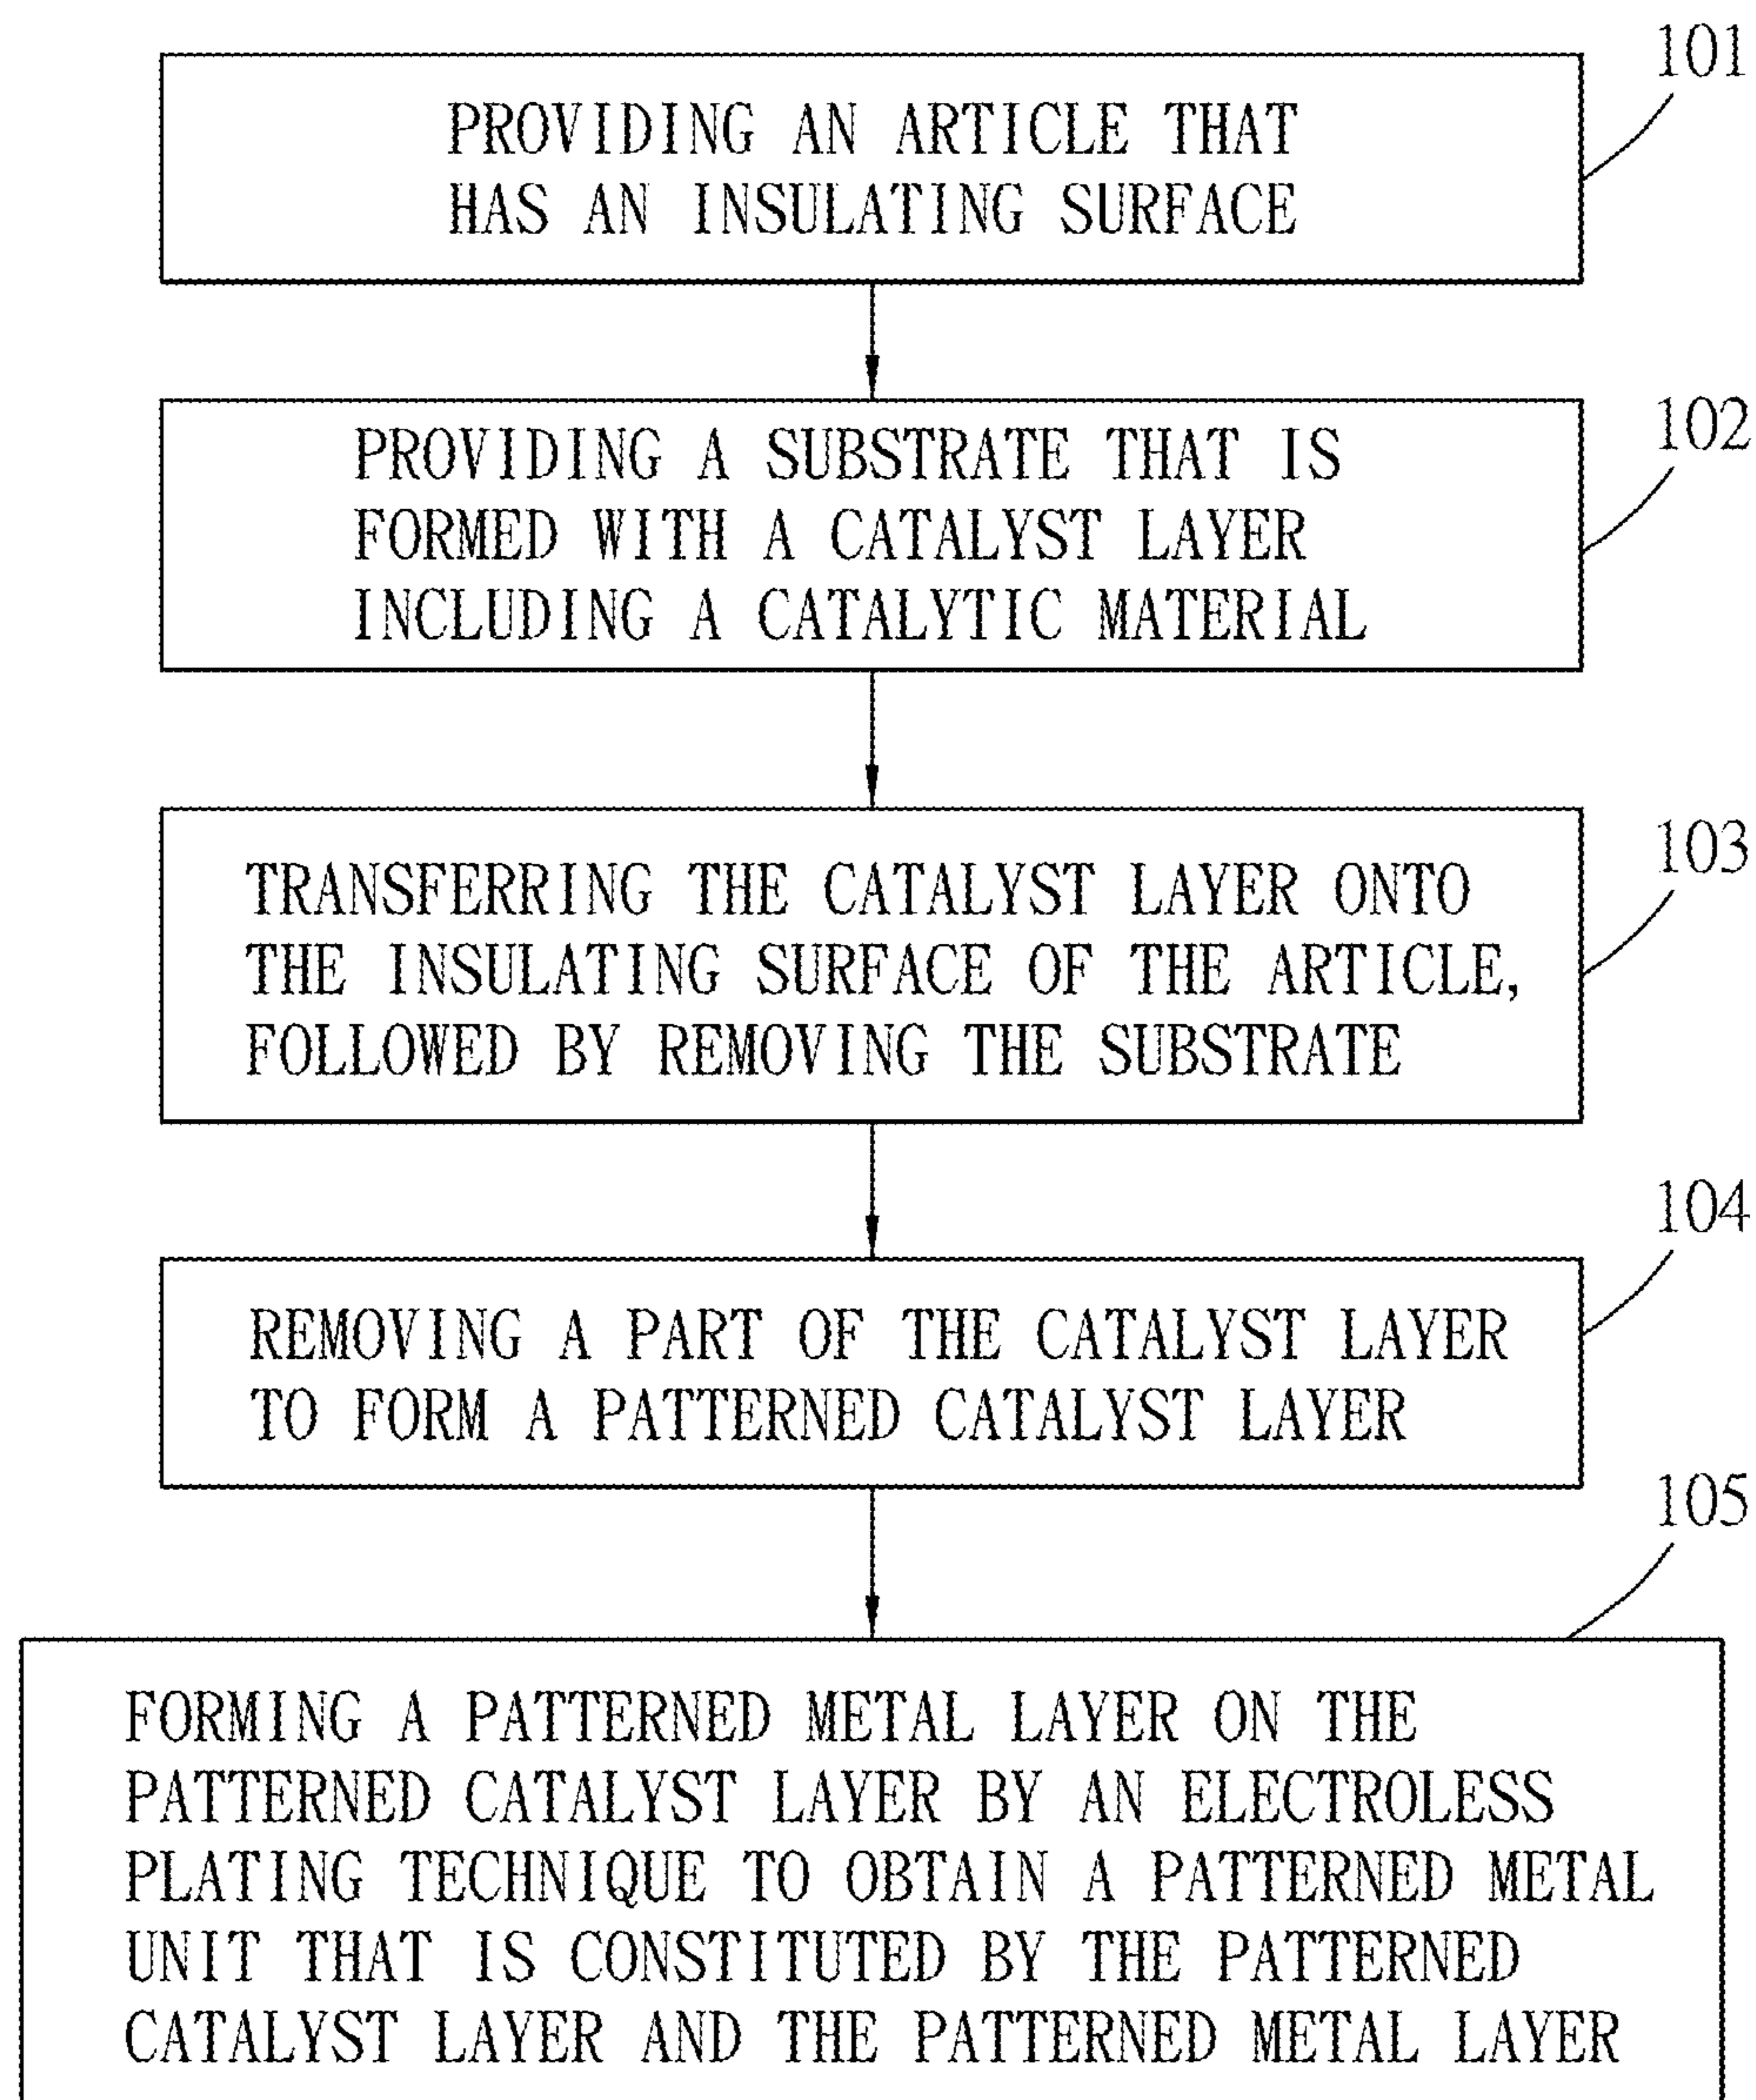 101
PROVIDING AN ARTICLE THAT
HAS AN INSULATING SURFACE
102
PROVIDING A SUBSTRATE THAT IS
FORMED WITH A CATALYST LAYER
INCLUDING A CATALYTIC MATERIAL
103
TRANSFERRING THE CATALYST LAYER ONTO
THE INSULATING SURFACE OF THE ARTICLE,
FOLLOWED BY REMOVING THE SUBSTRATE
104
REMOVING A PART OF THE CATALYST LAYER
TO FORM A PATTERNED CATALYST LAYER
105
FORMING A PATTERNED METAL LAYER ON THE
PATTERNED CATALYST LAYER BY AN ELECTROLESS
PLATING TECHNIQUE TO OBTAIN A PATTERNED METAL
UNIT THAT IS CONSTITUTED BY THE PATTERNED
CATALYST LAYER AND THE PATTERNED METAL LAYER